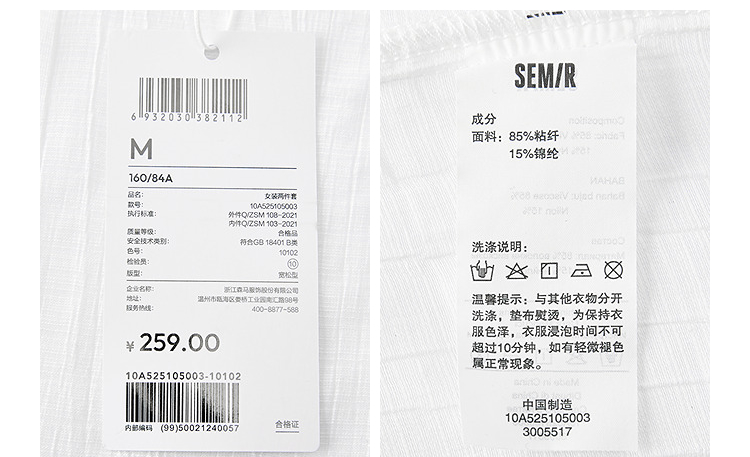 6 932030 382112
M
160/84A
品名: 女装两件套
款号: 10A525105003
执行标准: 外件Q/ZSM 108-2021
内件Q/ZSM 103-2021
质量等级: 合格品
安全技术类别: 符合GB 18401 B类
色号: 10102
检验员: 10
版型: 宽松型
企业名称: 浙江森马服饰股份有限公司
地址: 温州市瓯海区娄桥工业园南汇路98号
服务热线: 400-8877-588
¥ 259.00
10A525105003-10102
内部编码 (99)50021240057
合格证
SEM/R
成分
面料: 85%粘纤
15%锦纶
洗涤说明:
温馨提示: 与其他衣物分开
洗涤, 垫布熨烫, 为保持衣
服色泽, 衣服浸泡时间不可
超过10分钟, 如有轻微褪色
属正常现象。
中国制造
10A525105003
3005517